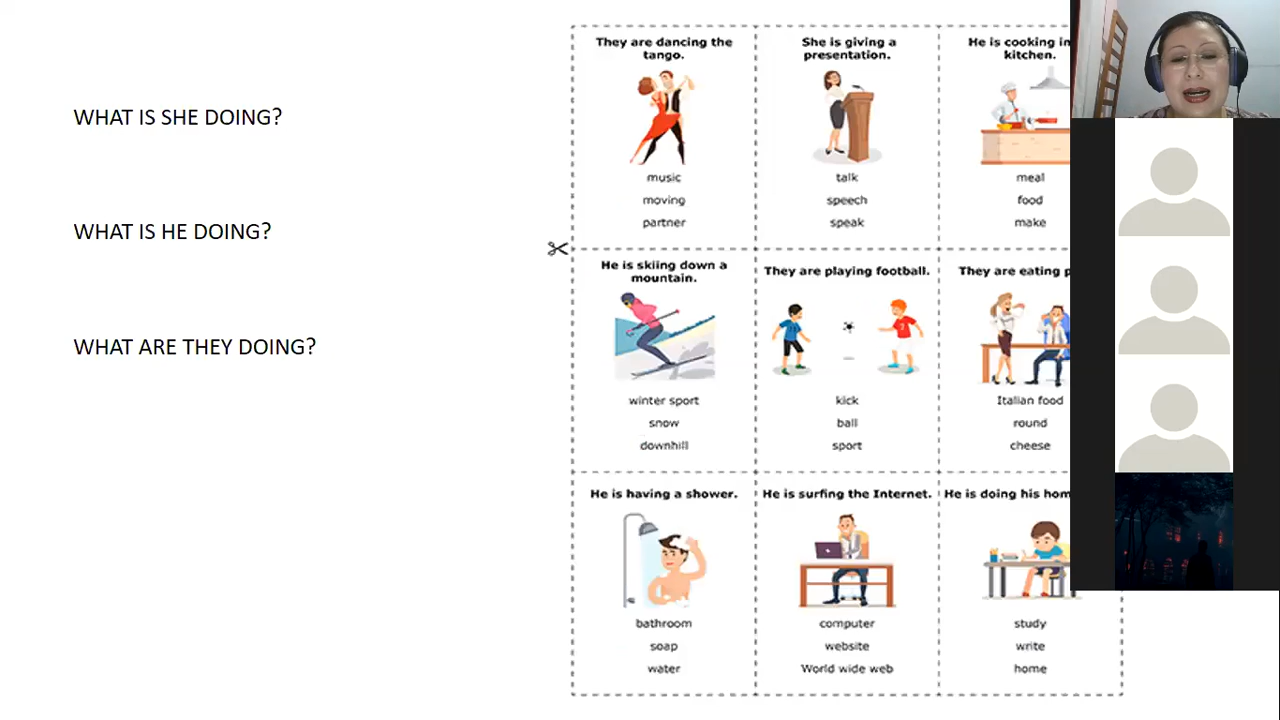 WHAT IS SHE DOING?
WHAT IS HE DOING?
WHAT ARE THEY DOING?
They are dancing the
tango.
music
moving
partner
She is giving a
presentation.
talk
speech
speak
He is cooking in
kitchen.
meal
food
make
He is skiing down a
mountain.
winter sport
snow
downhill
They are playing football.
kick
ball
sport
They are eating
Italian food
round
cheese
He is having a shower.
bathroom
soap
water
He is surfing the Internet.
computer
website
World wide web
He is doing his
study
write
home